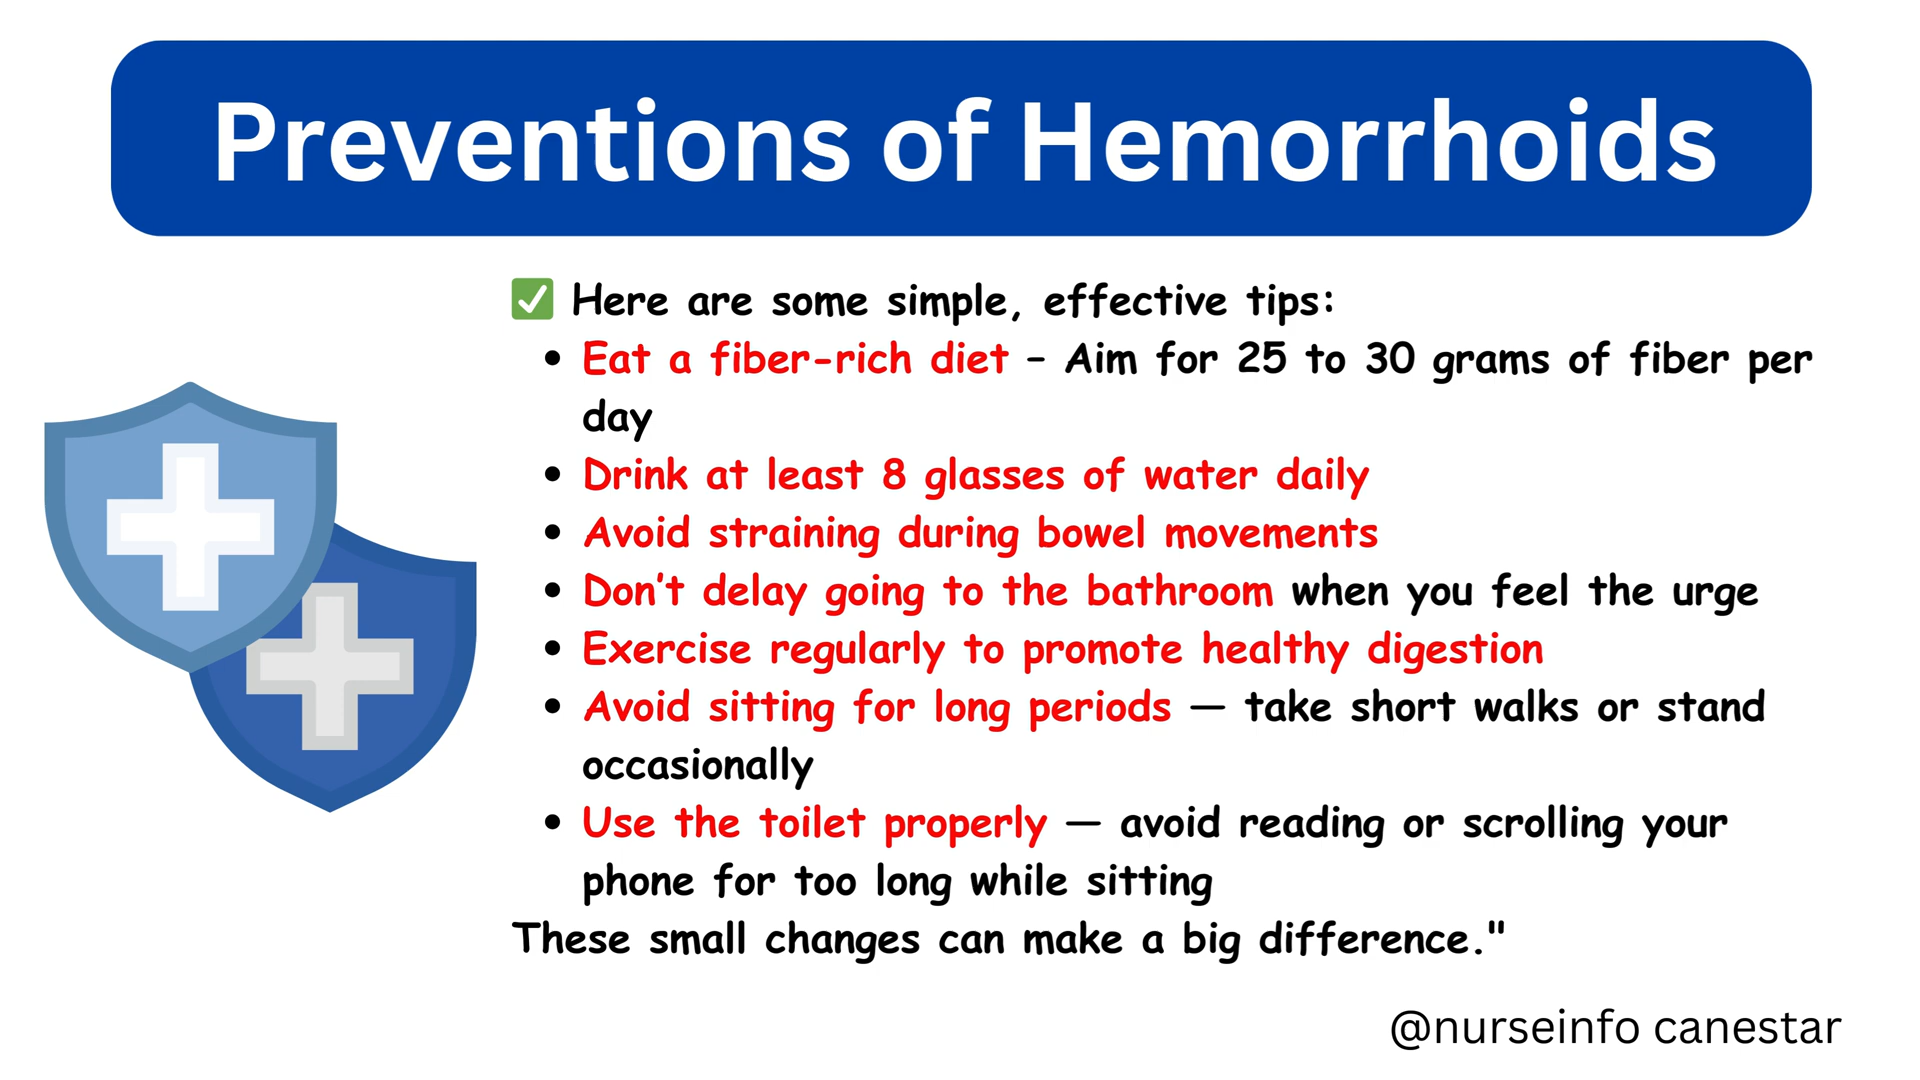 Preventions of Hemorrhoids
✅ Here are some simple, effective tips:
• Eat a fiber-rich diet – Aim for 25 to 30 grams of fiber per
day
• Drink at least 8 glasses of water daily
• Avoid straining during bowel movements
• Don’t delay going to the bathroom when you feel the urge
• Exercise regularly to promote healthy digestion
• Avoid sitting for long periods — take short walks or stand
occasionally
• Use the toilet properly — avoid reading or scrolling your
phone for too long while sitting
These small changes can make a big difference."
@nurseinfo canestar